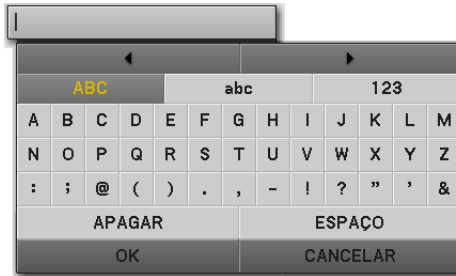 ABC abc 123
A B C D E F G H I J K L M
N O P Q R S T U V W X Y Z
: ; @ ( ) . , - ! ? ” ’ &
APAGAR ESPAÇO
OK CANCELAR